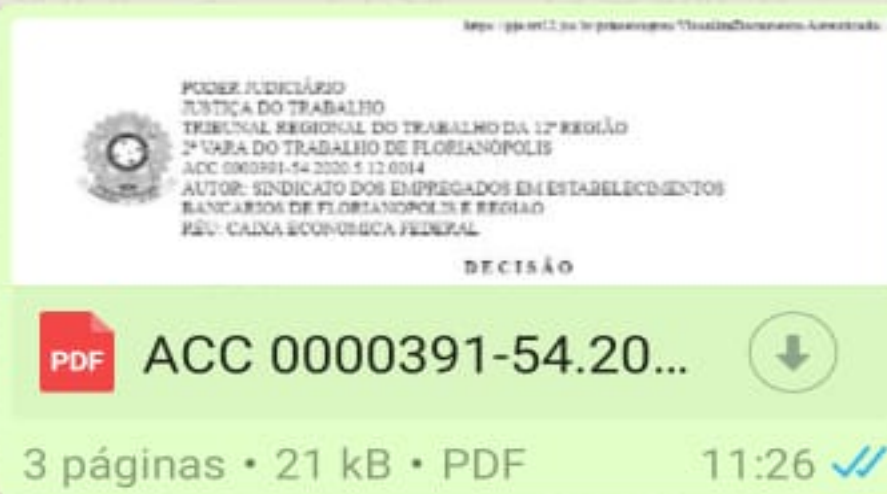 PODER JUDICIÁRIO
JUSTIÇA DO TRABALHO
TRIBUNAL REGIONAL DO TRABALHO DA 12ª REGIÃO
2ª VARA DO TRABALHO DE FLORIANÓPOLIS
ACC 0000391-54.2020.5.12.0014
AUTOR: SINDICATO DOS EMPREGADOS EM ESTABELECIMENTOS
BANCARIOS DE FLORIANOPOLIS E REGIAO
RÉU: CAIXA ECONOMICA FEDERAL
DECISÃO
PDF
ACC 0000391-54.20...
3 páginas • 21 kB • PDF
11:26